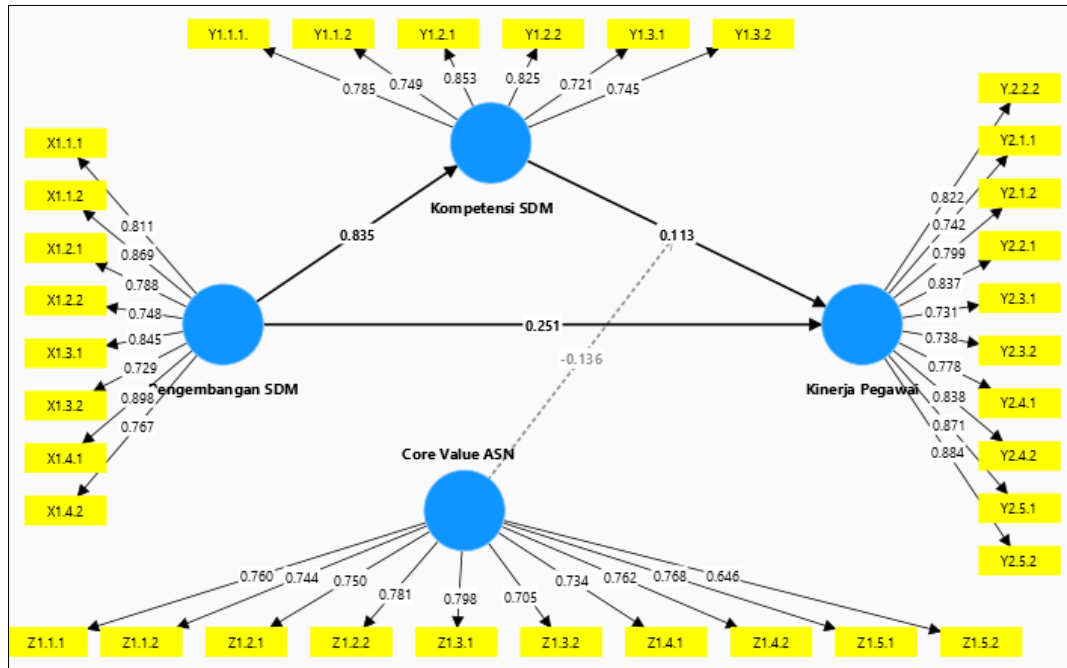 Y1.1.1.
Y1.1.2
Y1.2.1
Y1.2.2
Y1.3.1
Y1.3.2
0.785
0.749
0.853
0.825
0.721
0.745
Kompetensi SDM
X1.1.1
X1.1.2
X1.2.1
X1.2.2
X1.3.1
X1.3.2
X1.4.1
X1.4.2
0.811
0.869
0.788
0.748
0.845
0.729
0.898
0.767
Pengembangan SDM
0.835
0.113
0.251
-0.136
Y.2.2.2
Y2.1.1
Y2.1.2
Y2.2.1
Y2.3.1
Y2.3.2
Y2.4.1
Y2.4.2
Y2.5.1
Y2.5.2
0.822
0.742
0.799
0.837
0.731
0.738
0.778
0.838
0.871
0.884
Kinerja Pegawai
Core Value ASN
0.760
0.744
0.750
0.781
0.798
0.705
0.734
0.762
0.768
0.646
Z1.1.1
Z1.1.2
Z1.2.1
Z1.2.2
Z1.3.1
Z1.3.2
Z1.4.1
Z1.4.2
Z1.5.1
Z1.5.2